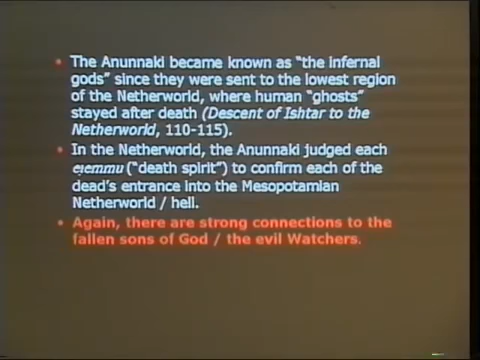 • The Anunnaki became known as “the infernal
gods” since they were sent to the lowest region
of the Netherworld, where human “ghosts”
stayed after death (Descent of Ishtar to the
Netherworld, 110-115).
• In the Netherworld, the Anunnaki judged each
eṭemmu (“death spirit”) to confirm each of the
dead’s entrance into the Mesopotamian
Netherworld / hell.
• Again, there are strong connections to the
fallen sons of God / the evil Watchers.